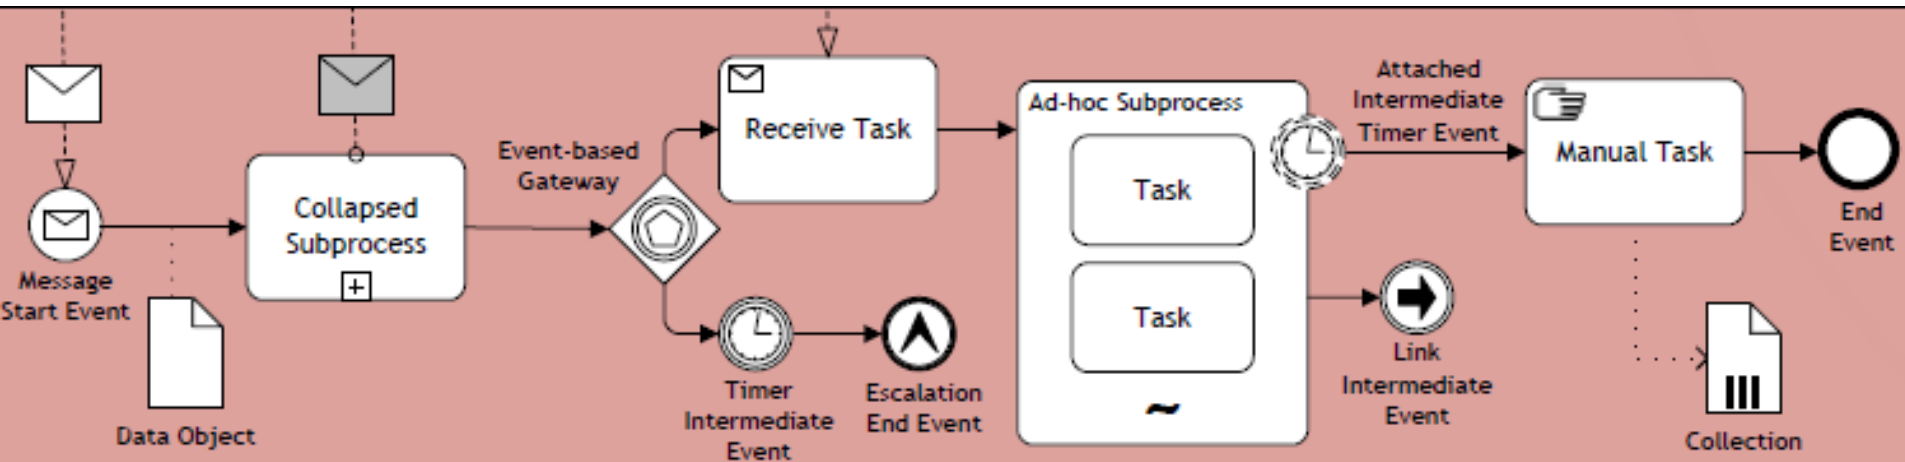 Message
Start Event
Data Object
Collapsed
Subprocess
Event-based
Gateway
Receive Task
Timer
Intermediate
Event
Escalation
End Event
Ad-hoc Subprocess
Task
Task
Attached
Intermediate
Timer Event
Link
Intermediate
Event
Manual Task
Collection
End
Event